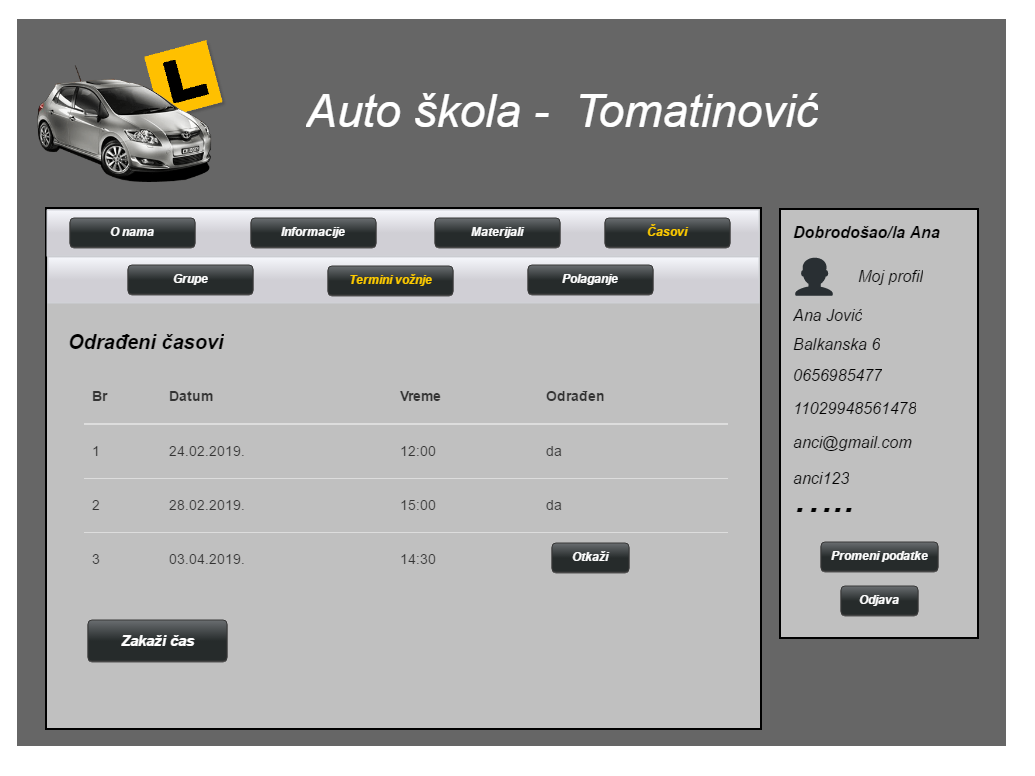 L
Auto škola - Tomatinović
O nama Informacije Materijali Časovi
Grupe Termini vožnje Polaganje
Odrađeni časovi
Br Datum Vreme Odrađen
1 24.02.2019. 12:00 da
2 28.02.2019. 15:00 da
3 03.04.2019. 14:30 Otkaži
Zakaži čas
Dobrodošao/la Ana
Moj profil
Ana Jović
Balkanska 6
0656985477
11029948561478
anci@gmail.com
anci123
.....
Promeni podatke
Odjava